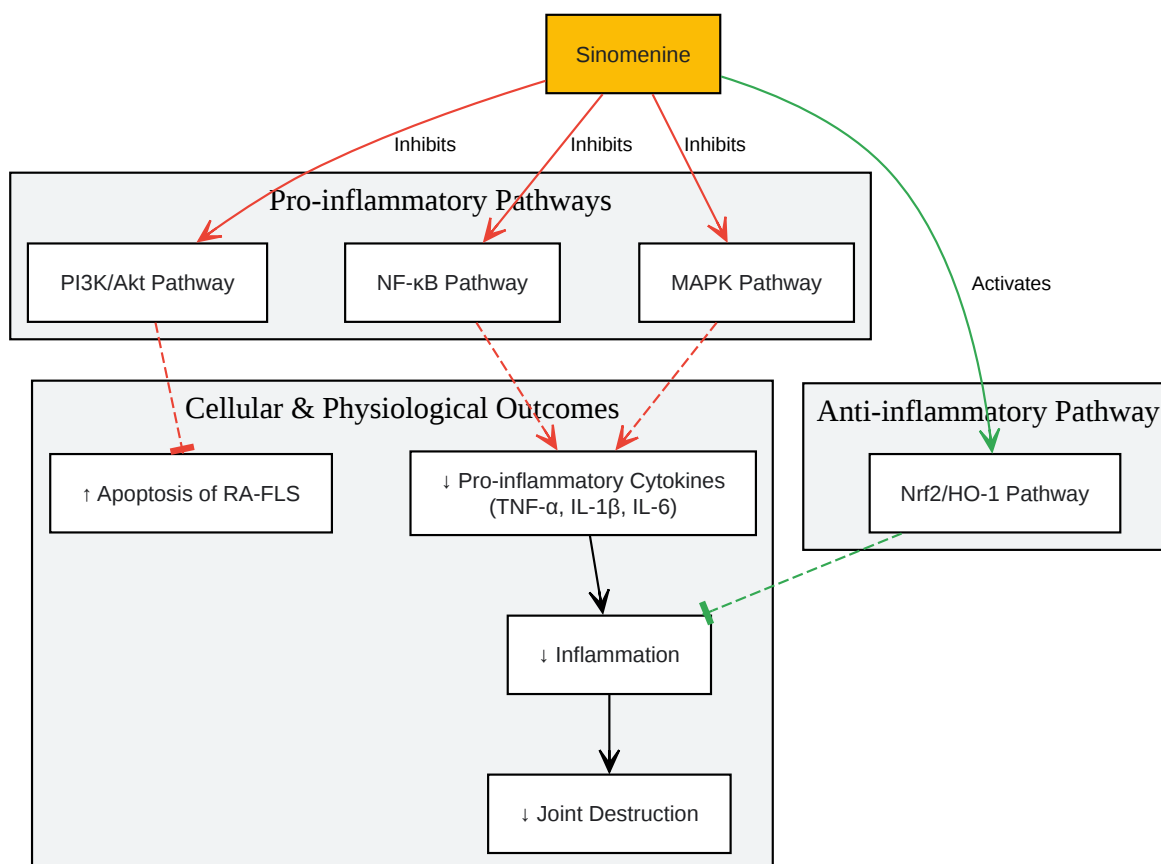 Sinomenine
Inhibits
Inhibits
Inhibits
Pro-inflammatory Pathways
PI3K/Akt Pathway
NF-κB Pathway
MAPK Pathway
Activates
Cellular & Physiological Outcomes
Anti-inflammatory Pathway
↑ Apoptosis of RA-FLS
↓ Pro-inflammatory Cytokines
(TNF-α, IL-1β, IL-6)
Nrf2/HO-1 Pathway
↓ Inflammation
↓ Joint Destruction